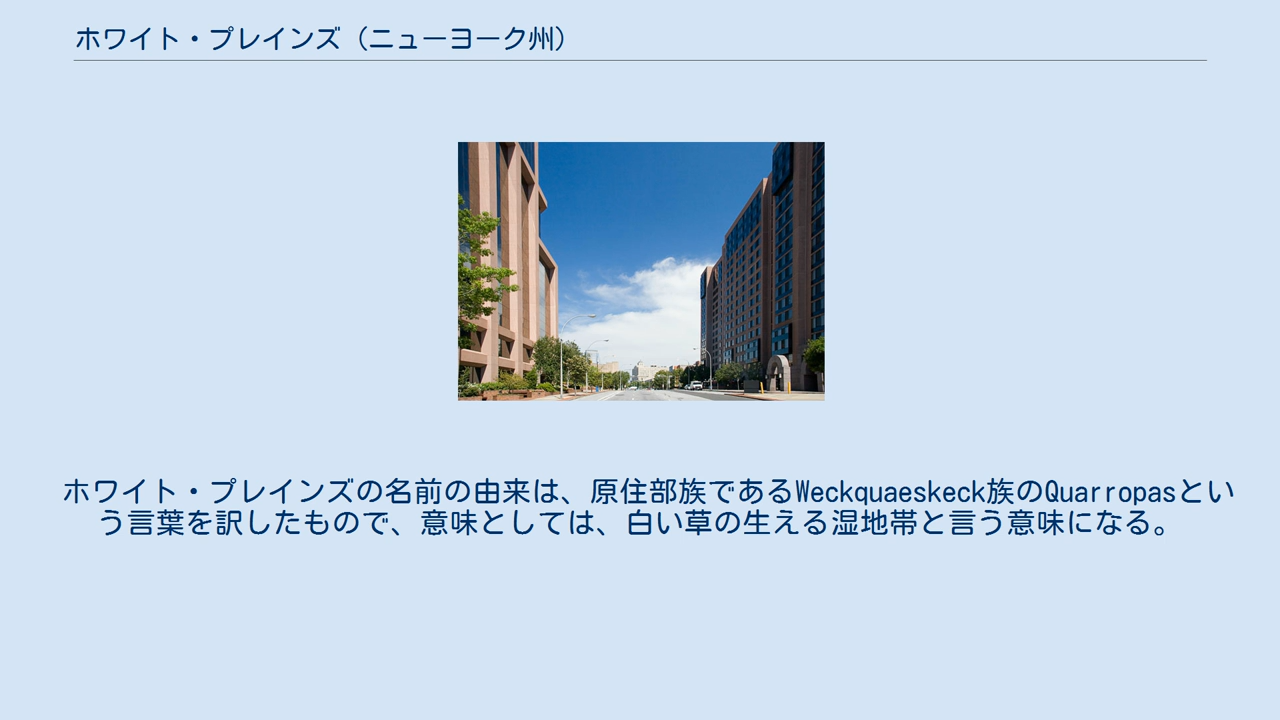 ホワイト・プレインズ（ニューヨーク州）
ホワイト・プレインズの名前の由来は、原住部族であるWeckquaeskeck族のQuarropasとい
う言葉を訳したもので、意味としては、白い草の生える湿地帯と言う意味になる。